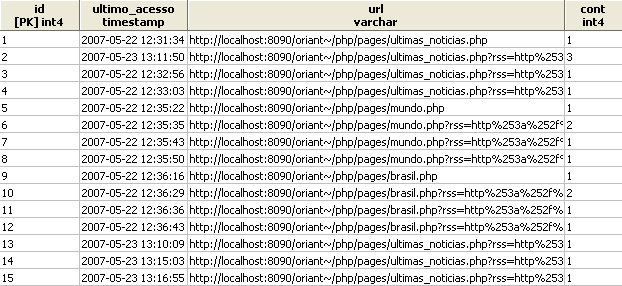 id ultimo_acesso url cont
[PK] int4 timestamp varchar int4
1 2007-05-22 12:31:34 http://localhost:8090/oriant~/php/pages/ultimas_noticias.php 1
2 2007-05-23 13:11:50 http://localhost:8090/oriant~/php/pages/ultimas_noticias.php?rss=http%253 3
3 2007-05-22 12:32:56 http://localhost:8090/oriant~/php/pages/ultimas_noticias.php?rss=http%253 1
4 2007-05-22 12:33:03 http://localhost:8090/oriant~/php/pages/ultimas_noticias.php?rss=http%253 1
5 2007-05-22 12:35:22 http://localhost:8090/oriant~/php/pages/mundo.php 1
6 2007-05-22 12:35:35 http://localhost:8090/oriant~/php/pages/mundo.php?rss=http%253a%252f% 2
7 2007-05-22 12:35:43 http://localhost:8090/oriant~/php/pages/mundo.php?rss=http%253a%252f% 1
8 2007-05-22 12:35:50 http://localhost:8090/oriant~/php/pages/mundo.php?rss=http%253a%252f% 1
9 2007-05-22 12:36:16 http://localhost:8090/oriant~/php/pages/brasil.php 1
10 2007-05-22 12:36:29 http://localhost:8090/oriant~/php/pages/brasil.php?rss=http%253a%252f% 2
11 2007-05-22 12:36:36 http://localhost:8090/oriant~/php/pages/brasil.php?rss=http%253a%252f% 1
12 2007-05-22 12:36:43 http://localhost:8090/oriant~/php/pages/brasil.php?rss=http%253a%252f% 1
13 2007-05-23 13:10:09 http://localhost:8090/oriant~/php/pages/ultimas_noticias.php?rss=http%253 1
14 2007-05-23 13:15:03 http://localhost:8090/oriant~/php/pages/ultimas_noticias.php?rss=http%253 1
15 2007-05-23 13:16:55 http://localhost:8090/oriant~/php/pages/ultimas_noticias.php?rss=http%253 1